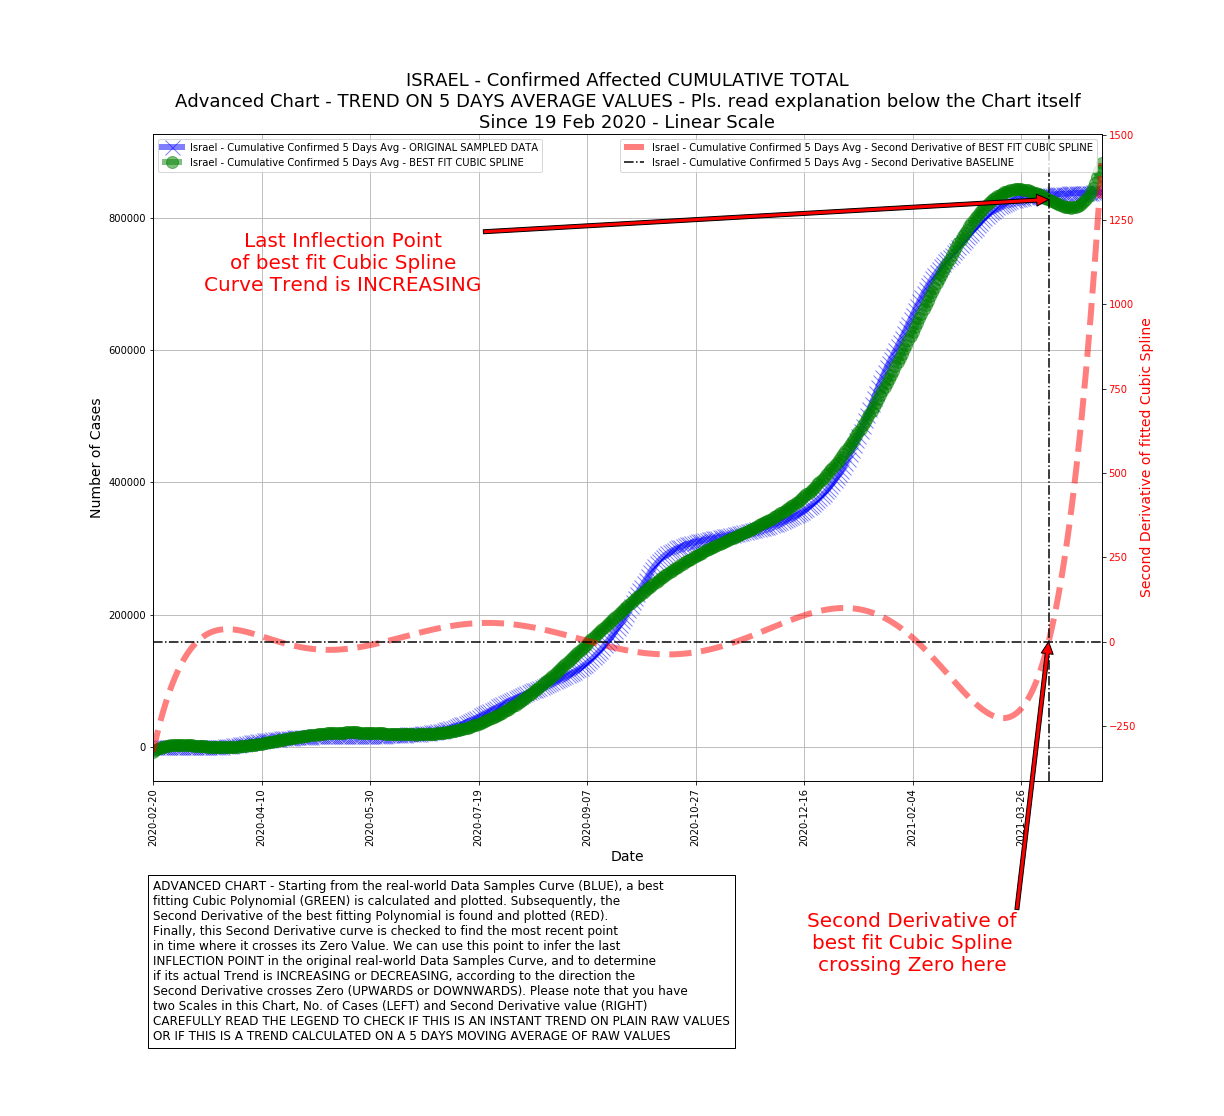 ISRAEL - Confirmed Affected CUMULATIVE TOTAL
Advanced Chart - TREND ON 5 DAYS AVERAGE VALUES - Pls. read explanation below the Chart itself
Since 19 Feb 2020 - Linear Scale
Israel - Cumulative Confirmed 5 Days Avg - ORIGINAL SAMPLED DATA
Israel - Cumulative Confirmed 5 Days Avg - BEST FIT CUBIC SPLINE
Israel - Cumulative Confirmed 5 Days Avg - Second Derivative of BEST FIT CUBIC SPLINE
Israel - Cumulative Confirmed 5 Days Avg - Second Derivative BASELINE
Last Inflection Point
of best fit Cubic Spline
Curve Trend is INCREASING
Number of Cases
800000
600000
400000
200000
0
1500
1250
1000
750
500
250
0
−250
Second Derivative of fitted Cubic Spline
2020-02-20
2020-04-10
2020-05-30
2020-07-19
2020-09-07
2020-10-27
2020-12-16
2021-02-04
2021-03-26
Date
ADVANCED CHART - Starting from the real-world Data Samples Curve (BLUE), a best
fitting Cubic Polynomial (GREEN) is calculated and plotted. Subsequently, the
Second Derivative of the best fitting Polynomial is found and plotted (RED).
Finally, this Second Derivative curve is checked to find the most recent point
in time where it crosses its Zero Value. We can use this point to infer the last
INFLECTION POINT in the original real-world Data Samples Curve, and to determine
if its actual Trend is INCREASING or DECREASING, according to the direction the
Second Derivative crosses Zero (UPWARDS or DOWNWARDS). Please note that you have
two Scales in this Chart, No. of Cases (LEFT) and Second Derivative value (RIGHT)
CAREFULLY READ THE LEGEND TO CHECK IF THIS IS AN INSTANT TREND ON PLAIN RAW VALUES
OR IF THIS IS A TREND CALCULATED ON A 5 DAYS MOVING AVERAGE OF RAW VALUES
Second Derivative of
best fit Cubic Spline
crossing Zero here